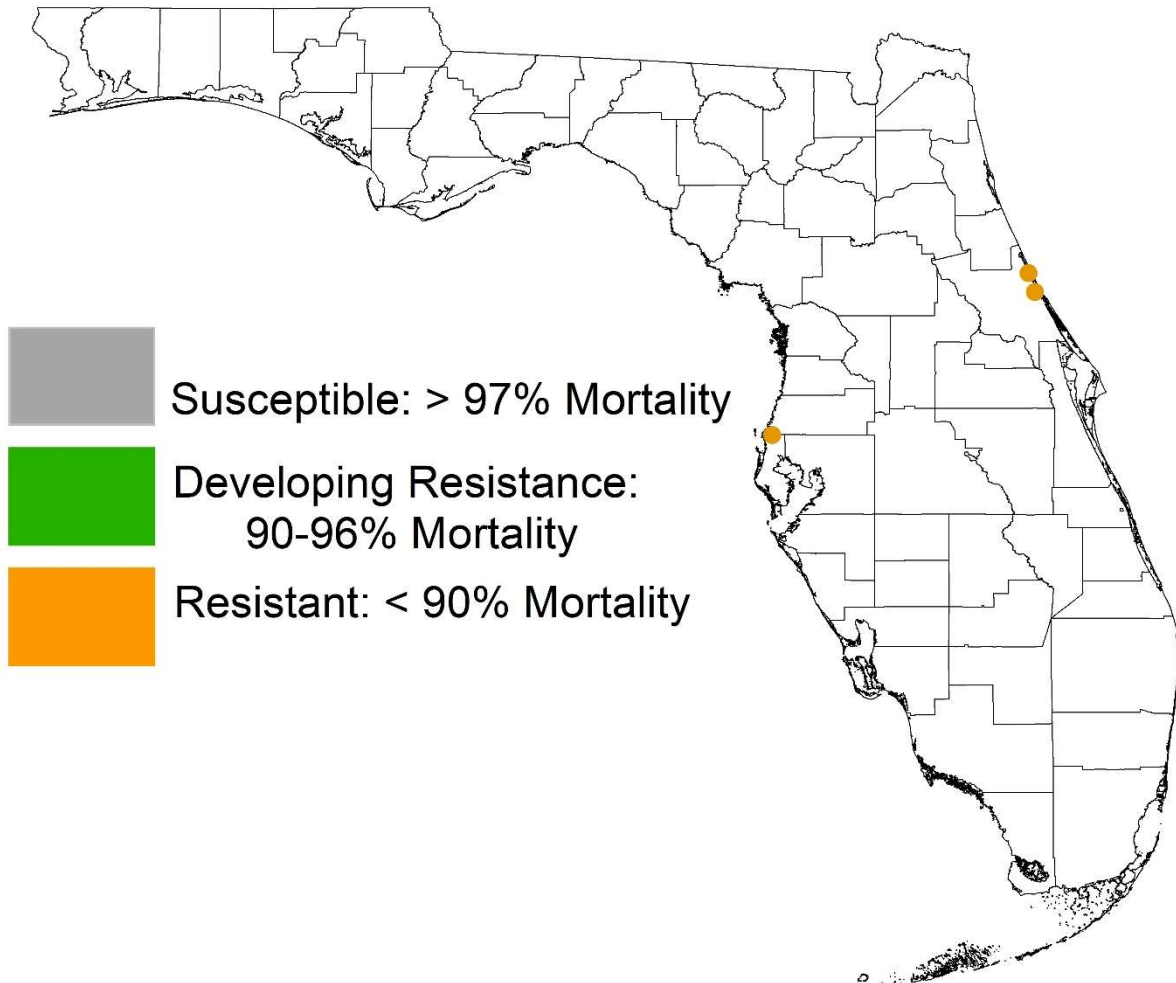 Susceptible: > 97% Mortality
Developing Resistance:
90-96% Mortality
Resistant: < 90% Mortality